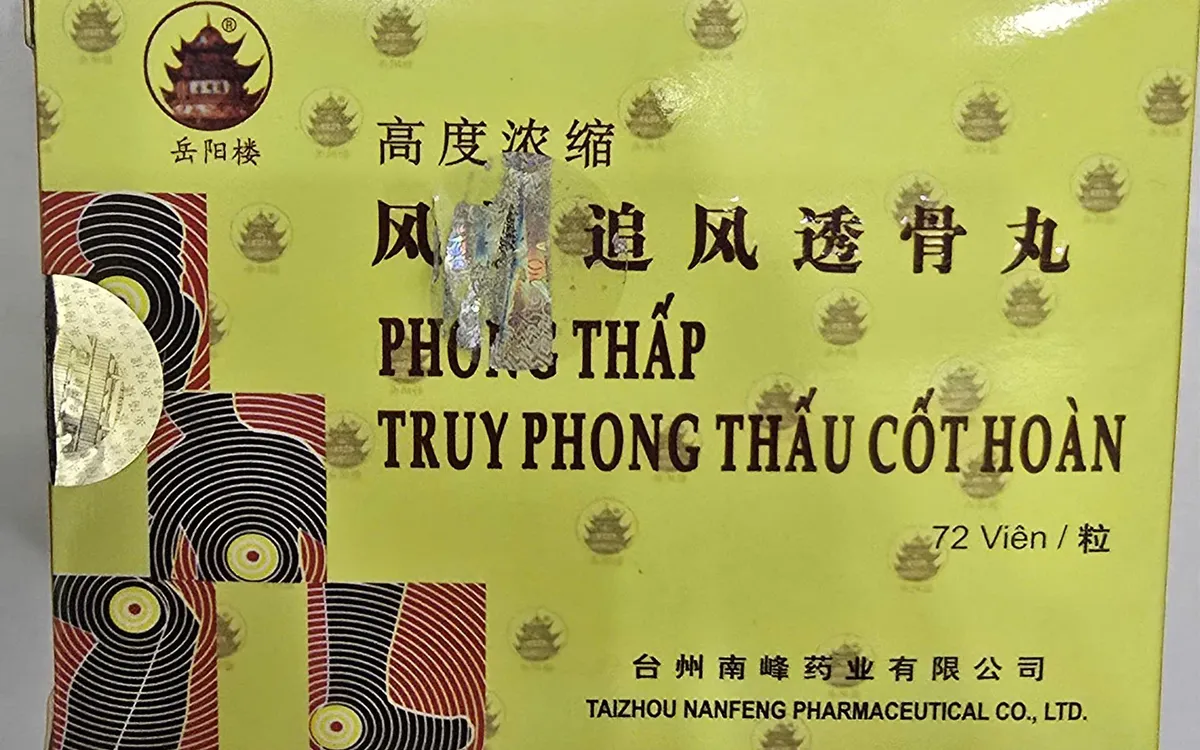 ®
岳阳楼
高度浓缩
风 追风透骨丸
PHONG THẤP
TRUY PHONG THẤU CỐT HOÀN
72 Viên / 粒
台州南峰药业有限公司
TAIZHOU NANFENG PHARMACEUTICAL CO., LTD.